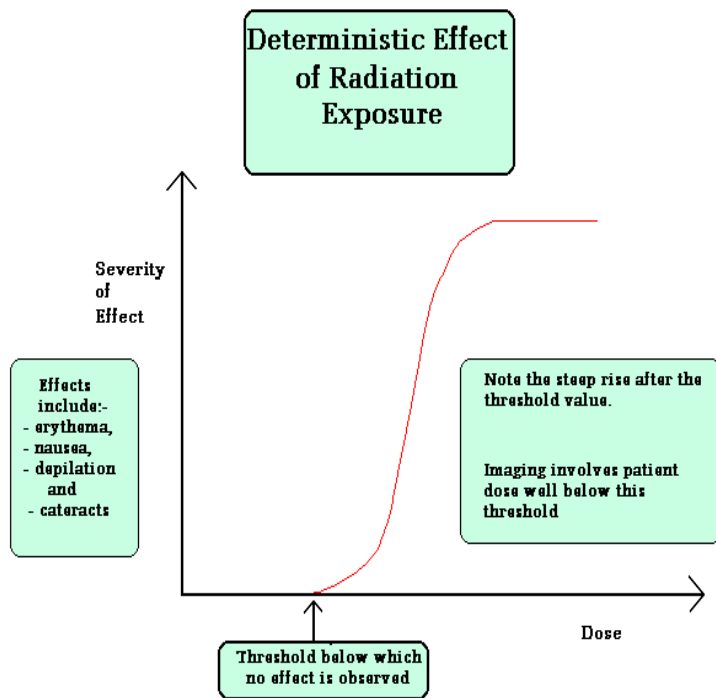 Deterministic Effect
of Radiation
Exposure
Severity
of
Effect
Effects
include:-
- erythema,
- nausea,
- depilation
and
- cateracts
Note the steep rise after the
threshold value.
Imaging involves patient
dose well below this
threshold
Dose
Threshold below which
no effect is observed